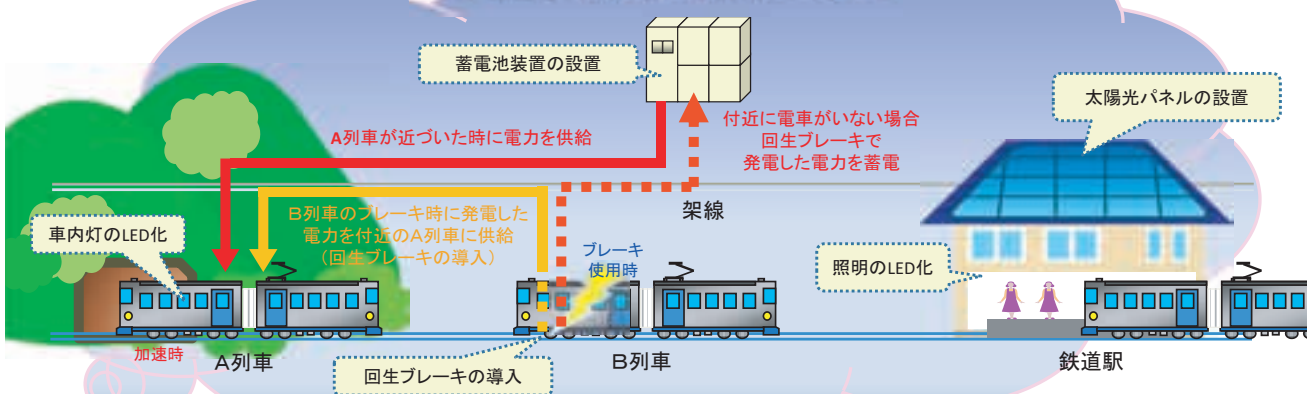 蓄電池装置の設置
太陽光パネルの設置
A列車が近づいた時に電力を供給
付近に電車がいない場合
回生ブレーキで
発電した電力を蓄電
架線
B列車のブレーキ時に発電した
電力を付近のA列車に供給
（回生ブレーキの導入）
車内灯のLED化
ブレーキ
使用時
照明のLED化
加速時
A列車
回生ブレーキの導入
B列車
鉄道駅